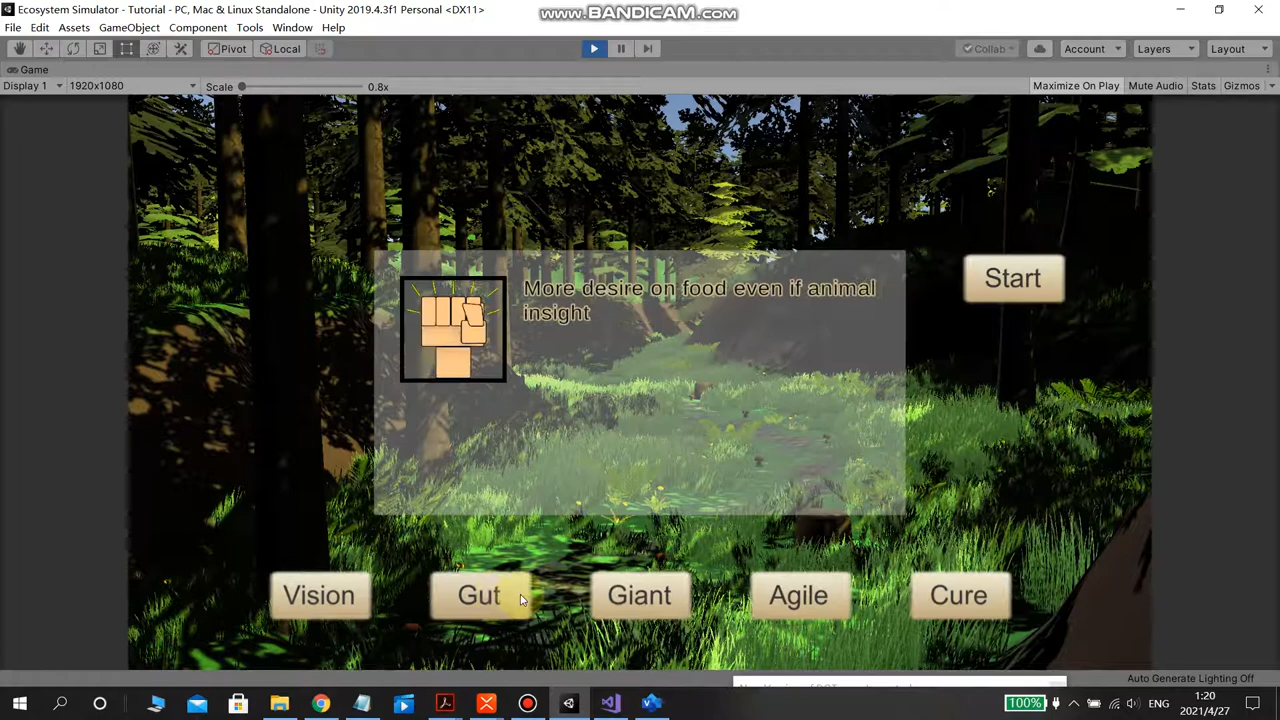 Ecosystem Simulator - Tutorial - PC, Mac & Linux Standalone - Unity 2019.4.3f1 Personal <DX11>
www.BANDICAM.com
File Edit Assets GameObject Component Tools Window Help
Pivot Local Collab Account Layers Layout
Game
Display 1 1920x1080 Scale 0.8x Maximize On Play Mute Audio Stats Gizmos
More desire on food even if animal
insight
Start
Vision Gut Giant Agile Cure
Auto Generate Lighting Off
100% ENG 1:20
2021/4/27